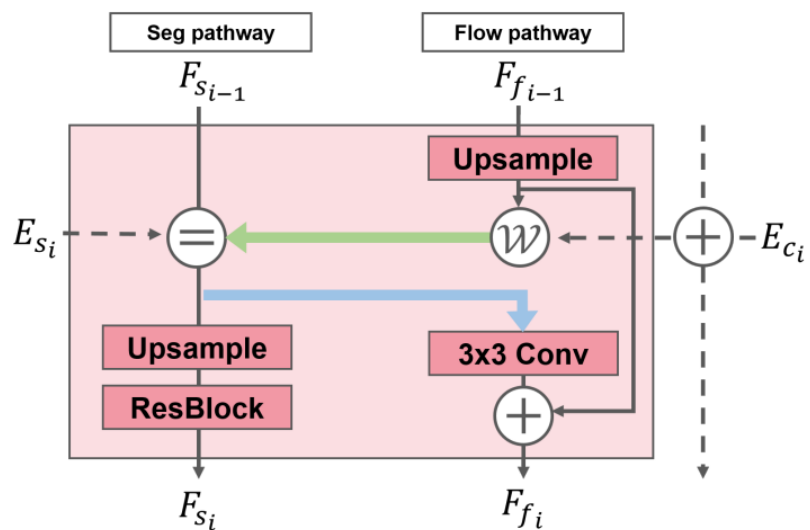 Seg pathway
Flow pathway
F_{s_{i-1}}
F_{f_{i-1}}
Upsample
E_{s_i}
=
𝒲
+
E_{c_i}
Upsample
3x3 Conv
ResBlock
+
F_{s_i}
F_{f_i}